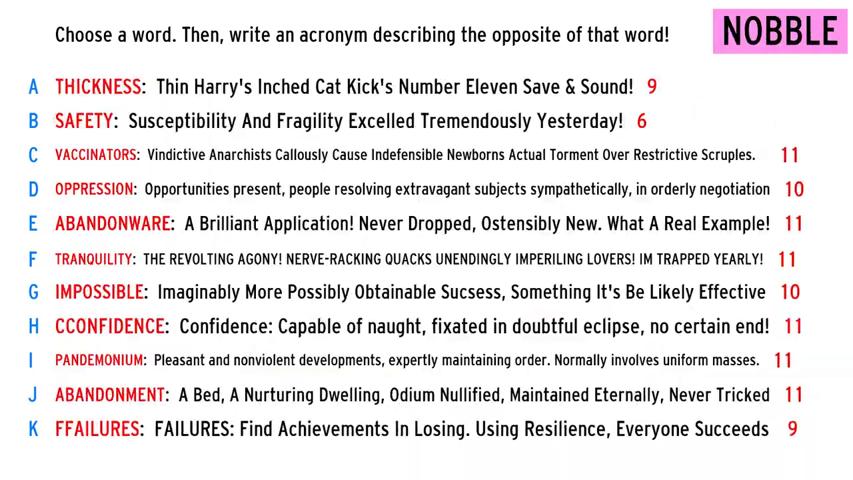 Choose a word. Then, write an acronym describing the opposite of that word!
NOBBLE
A THICKNESS: Thin Harry's Inched Cat Kick's Number Eleven Save & Sound! 9
B SAFETY: Susceptibility And Fragility Excelled Tremendously Yesterday! 6
C VACCINATORS: Vindictive Anarchists Callously Cause Indefensible Newborns Actual Torment Over Restrictive Scruples. 11
D OPPRESSION: Opportunities present, people resolving extravagant subjects sympathetically, in orderly negotiation 10
E ABANDONWARE: A Brilliant Application! Never Dropped, Ostensibly New. What A Real Example! 11
F TRANQUILITY: THE REVOLTING AGONY! NERVE-RACKING QUACKS UNENDINGLY IMPERILING LOVERS! IM TRAPPED YEARLY! 11
G IMPOSSIBLE: Imaginably More Possibly Obtainable Sucsess, Something It's Be Likely Effective 10
H CCONFIDENCE: Confidence: Capable of naught, fixated in doubtful eclipse, no certain end! 11
I PANDEMONIUM: Pleasant and nonviolent developments, expertly maintaining order. Normally involves uniform masses. 11
J ABANDONMENT: A Bed, A Nurturing Dwelling, Odium Nullified, Maintained Eternally, Never Tricked 11
K FFAILURES: FAILURES: Find Achievements In Losing. Using Resilience, Everyone Succeeds 9